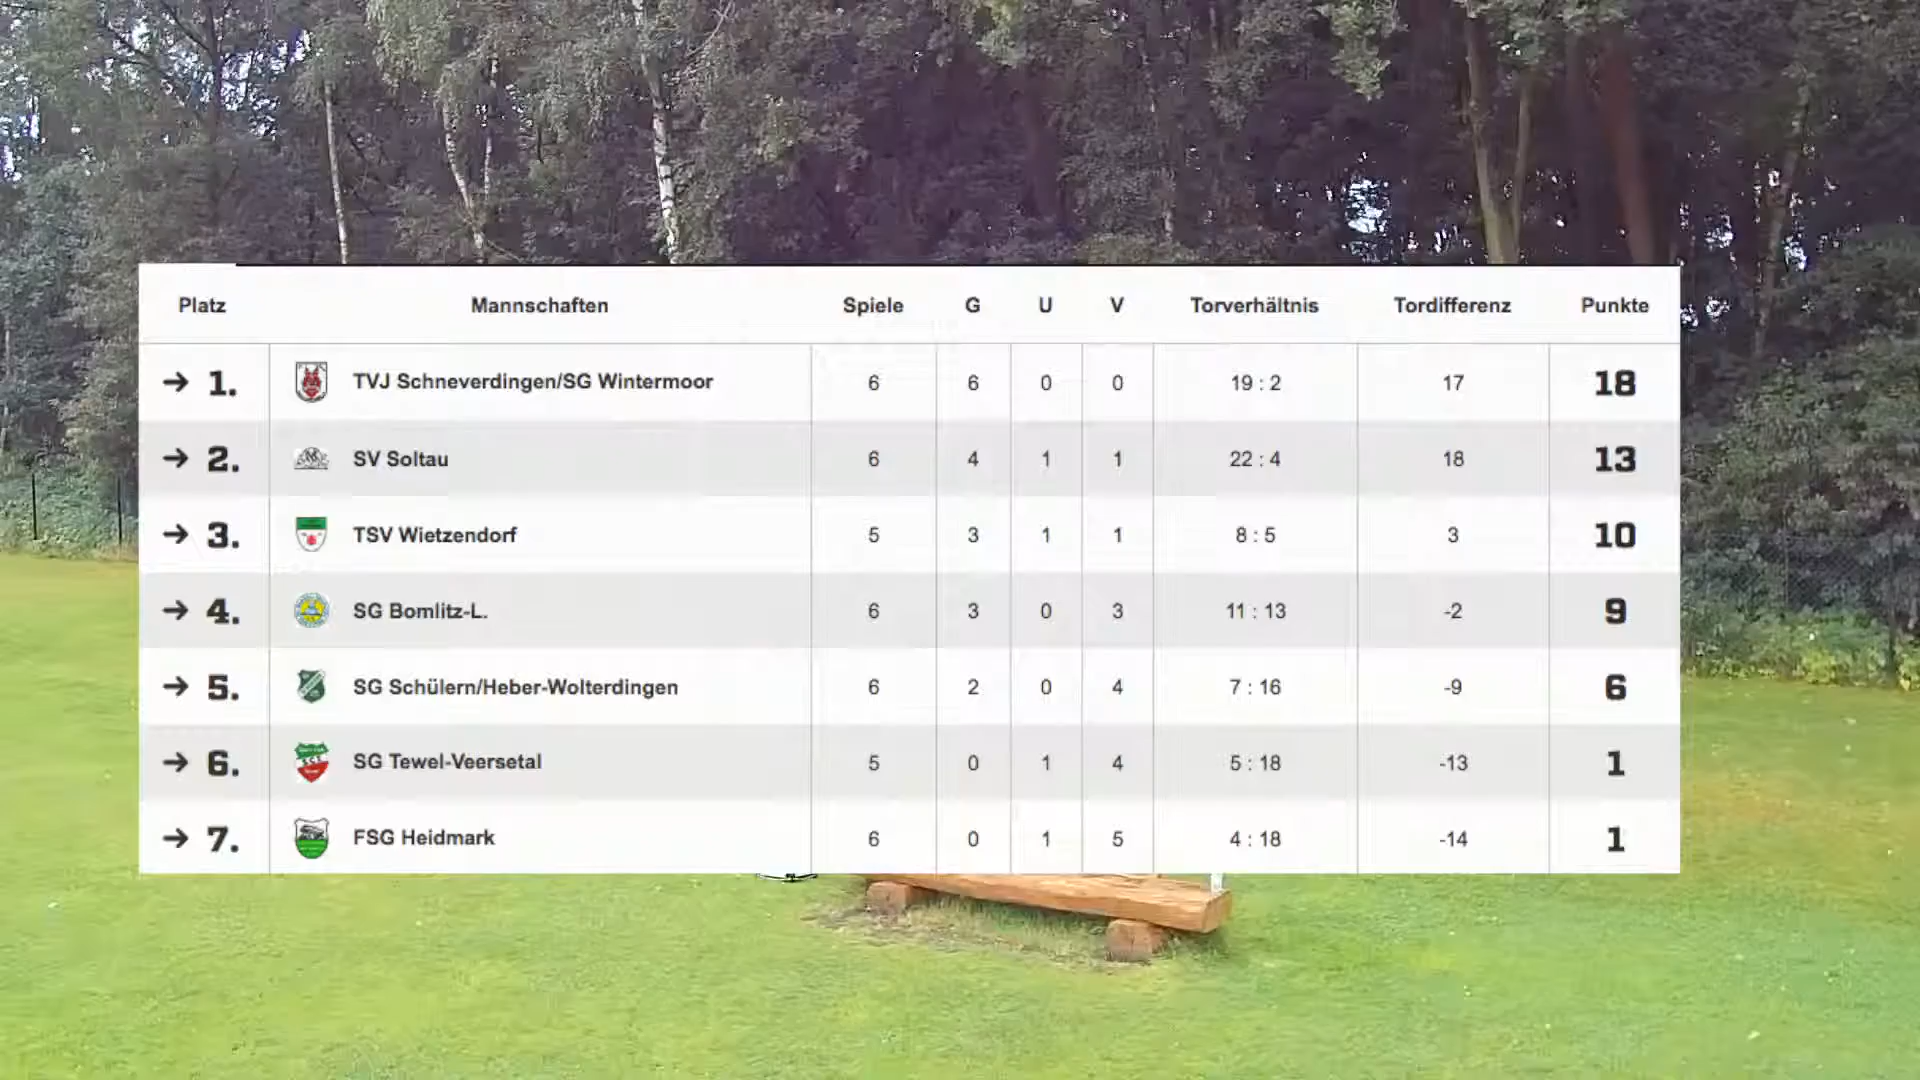 Platz Mannschaften Spiele G U V Torverhältnis Tordifferenz Punkte
→ 1. TVJ Schneverdingen/SG Wintermoor 6 6 0 0 19 : 2 17 18
→ 2. SV Soltau 6 4 1 1 22 : 4 18 13
→ 3. TSV Wietzendorf 5 3 1 1 8 : 5 3 10
→ 4. SG Bomlitz-L. 6 3 0 3 11 : 13 -2 9
→ 5. SG Schülern/Heber-Wolterdingen 6 2 0 4 7 : 16 -9 6
→ 6. SG Tewel-Veersetal 5 0 1 4 5 : 18 -13 1
→ 7. FSG Heidmark 6 0 1 5 4 : 18 -14 1